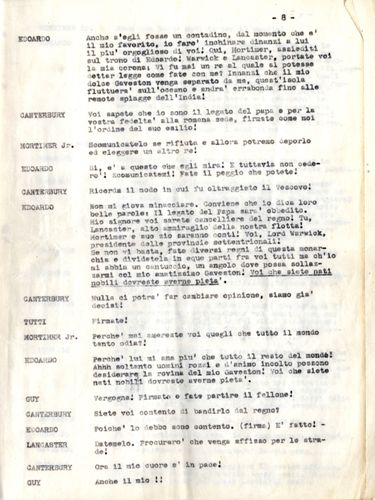 - 8 -
EDOARDO Anche s'egli fosse un contadino, dal momento che e'
il mio favorito, io faro' inchinare dinanzi a lui
il piu' orgoglioso di voi! Qui, Mortimer, assiediti
sul trono di Edoardo! Warwick e Lancaster, portate voi
la mia corona; Vi fu mai un re al quale si potesse
dettar legge come fate con me? Innanzi che il mio
dolce Gaveston venga separato da me, quest'isola
fluttuera' sull'oceano e andra' errabonda fino alle
remote spiagge dell'India!
CANTERBURY Voi sapete che io sono il legato del papa e per la
vostra fedelta' alla romana sede, firmate come noi
l'ordine del suo esilio!
MORTIMER Jr. Scomunicatelo se rifiuta e allora potremo deporlo
ed eleggere un altro re!
EDOARDO Si, e' a questo che egli mira! E tuttavia non cede-
ro'! Scomunicatemi! Fate il peggio che potete!
CANTERBURY Ricorda il modo in cui fu oltraggiato il Vescovo!
EDOARDO Non mi giova minacciare. Conviene che io dica loro
belle parole: Il legato del Papa sara' obbedito.
Mio signore voi sarete cancelliere del regno! Tu,
Lancaster, alto ammiraglio della nostra flotta!
Mortimer e suo zio saranno conti! Voi, Lord Warwick,
presidente delle provincie settentrionali!
Se non vi basta, fate diversi regni di questa monar-
chia e dividetela in eque parti fra voi tutti ma ch'io
mi abbia un cantuccio, un angolo dove possa sollaz-
zarmi col mio amatissimo Gaveston! Voi che siete nati
nobili dovreste averne pieta'.
CANTERBURY Nulla ci potra' far cambiare opinione, siamo gia'
decisi!
TUTTI Firmate!
MORTIMER Jr. Perche' mai amereste voi quegli che tutto il mondo
tanto odia?
EDOARDO Perche' lui mi ama piu' che tutto il resto del mondo!
Ahhh soltanto uomini rozzi e d'animo incolto possono
desiderare la rovina del mio Gaveston! Voi che siete
nati nobili dovreste averne pieta'.
GUY Vergogna! Firmate e fate partire il fellone!
CANTERBURY Siete voi contento di bandirlo dal regno?
EDOARDO Poiche' lo debbo sono contento. (firma) E' fatto! -
LANCASTER Datemelo. Procurero' che venga affisso per le stra-
de!
CANTERBURY Ora il mio cuore e' in pace!
GUY Anche il mio !!